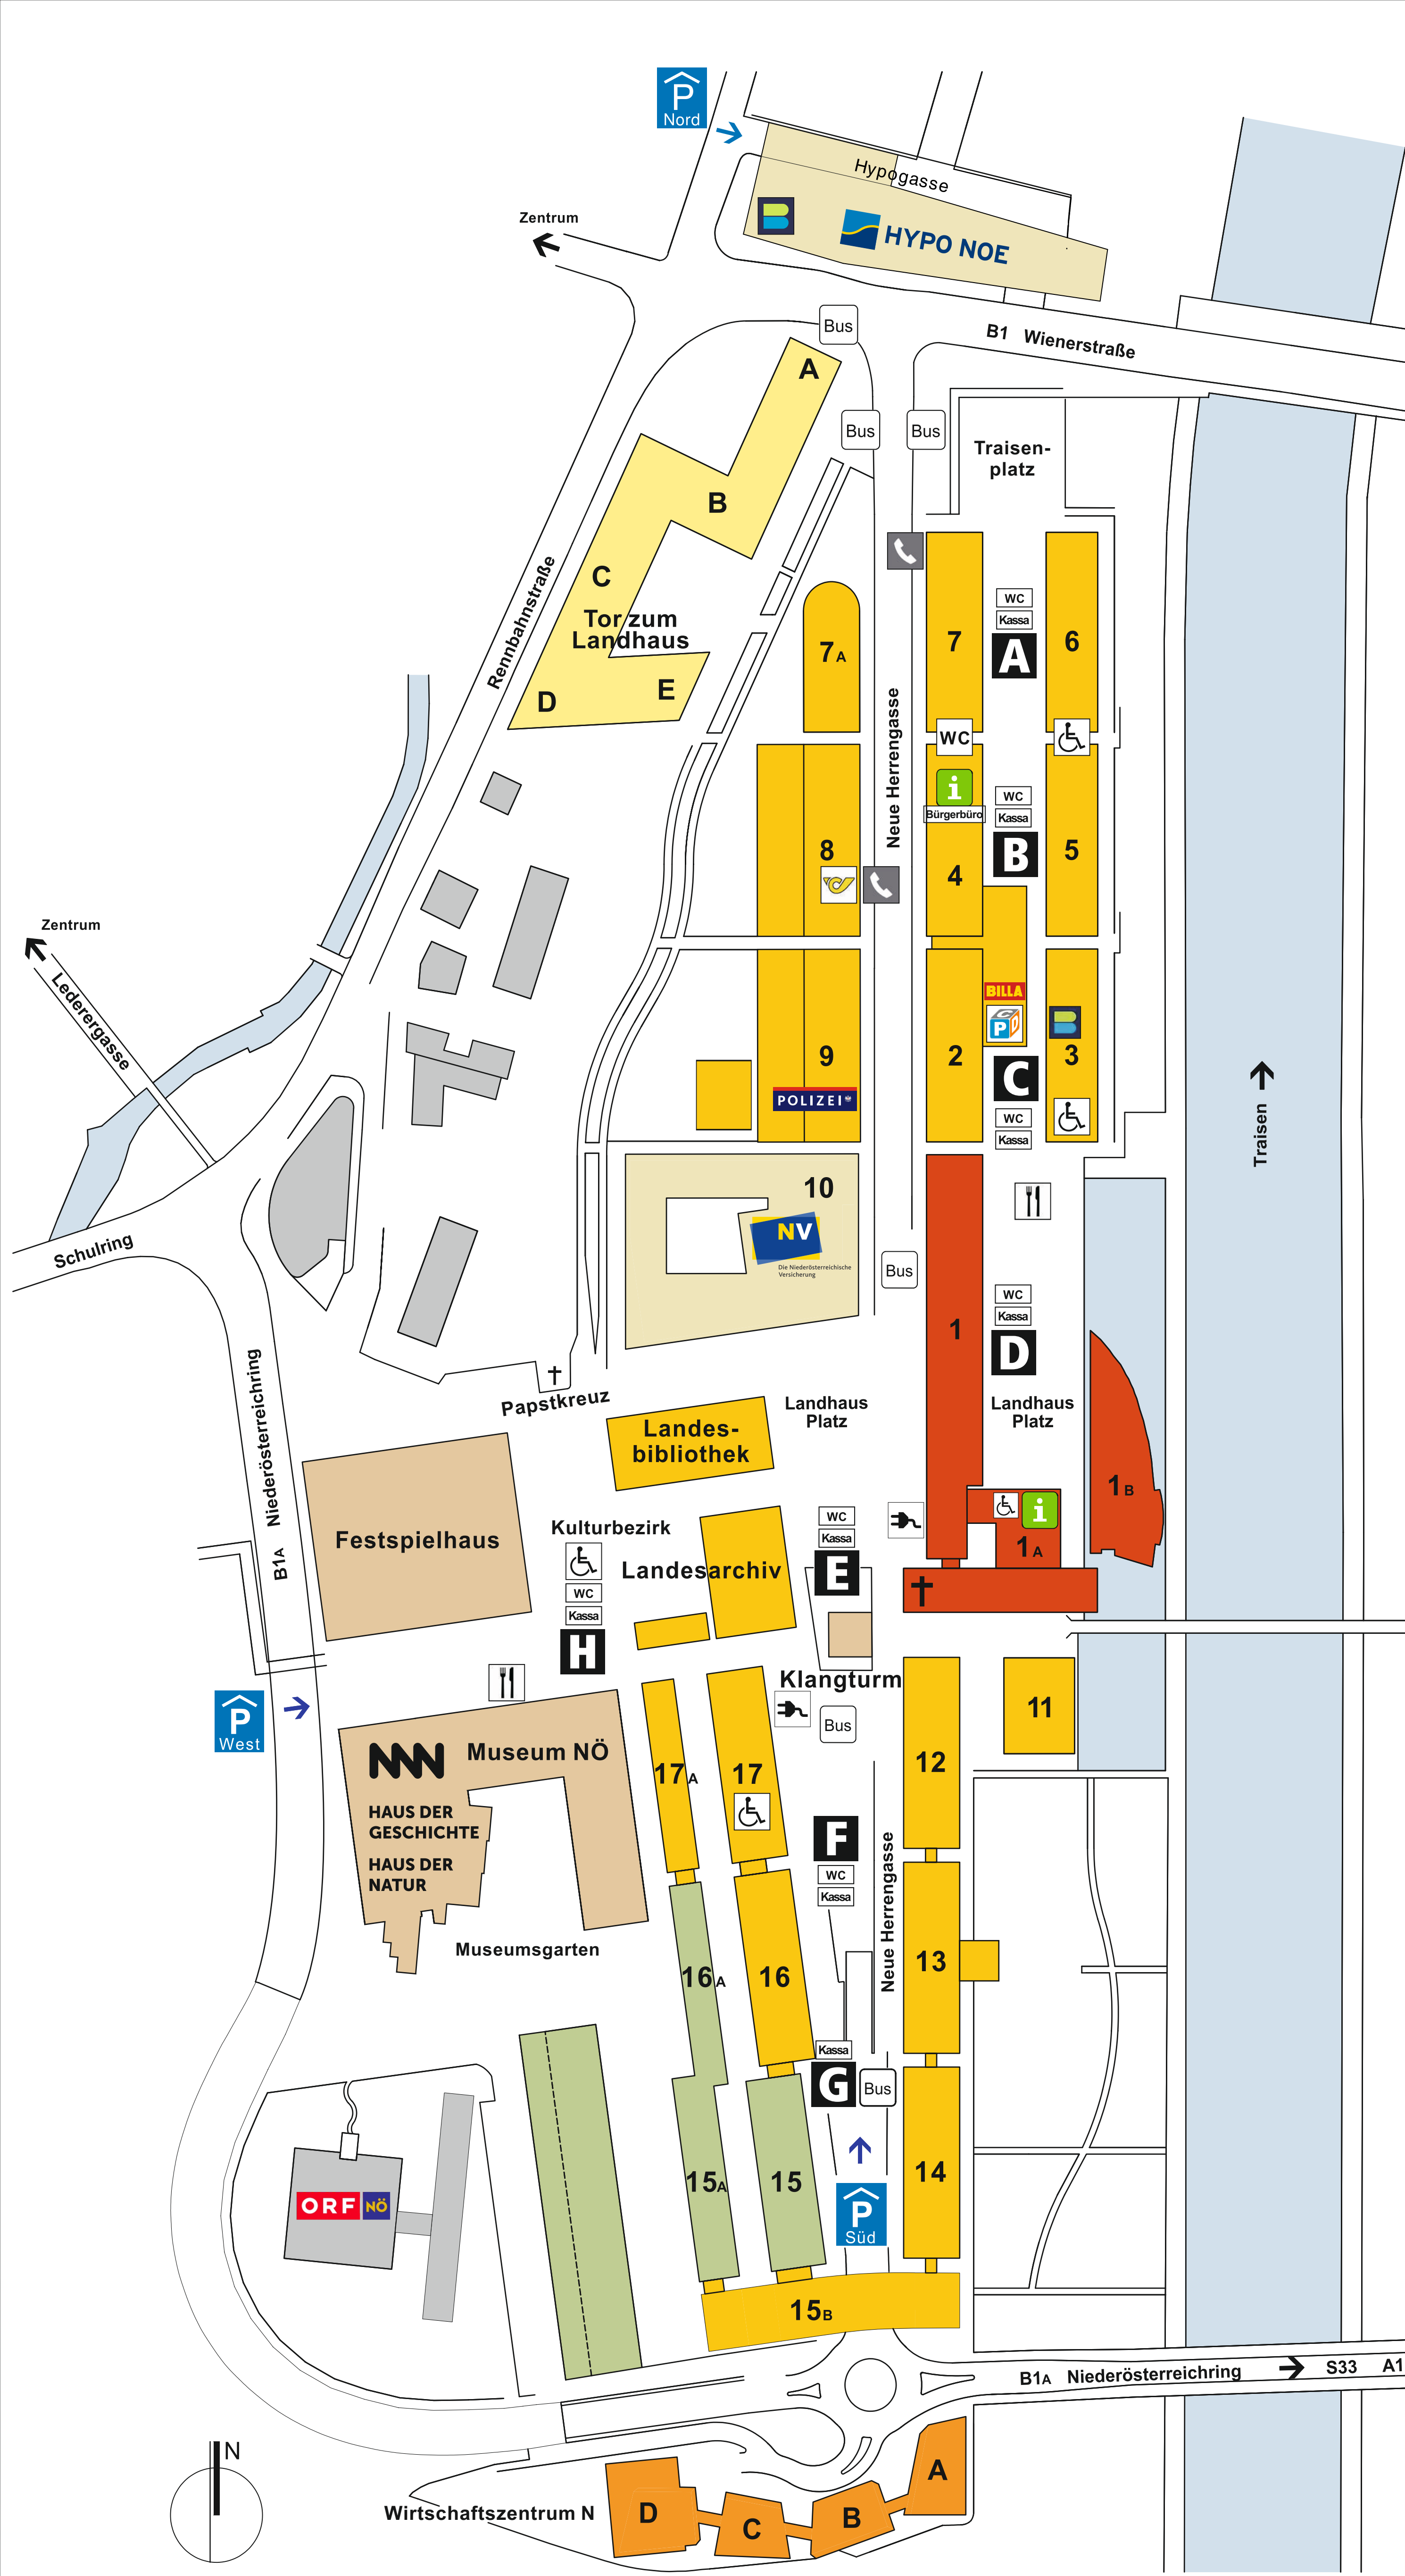 P
Nord
Hypogasse
HYPO NOE
Zentrum
Bus
B1 Wienerstraße
A
Bus
Bus
Traisen-
platz
B
C
Tor zum
Landhaus
D
E
Rennbahnstraße
7A
7
WC
Kassa
A
6
WC
Neue Herrengasse
i
Bürgerbüro
WC
Kassa
B
8
4
5
Zentrum
Lederergasse
BILLA
C
P
D
9
2
3
C
POLIZEI
WC
Kassa
Traisen
10
NV
Die Niederösterreichische
Versicherung
Schulring
Bus
WC
Kassa
1
D
Papstkreuz
Landhaus
Platz
Landhaus
Platz
Landes-
bibliothek
B1A Niederösterreichring
1B
i
1A
Festspielhaus
Kulturbezirk
WC
Kassa
H
Landesarchiv
WC
Kassa
E
Klangturm
P
West
Bus
11
12
Museum NÖ
HAUS DER
GESCHICHTE
HAUS DER
NATUR
17A
17
F
WC
Kassa
Neue Herrengasse
Museumsgarten
16A
16
13
Kassa
G
Bus
ORF NÖ
15A
15
14
P
Süd
15B
B1A Niederösterreichring
S33 A1
N
Wirtschaftszentrum N
D
C
B
A